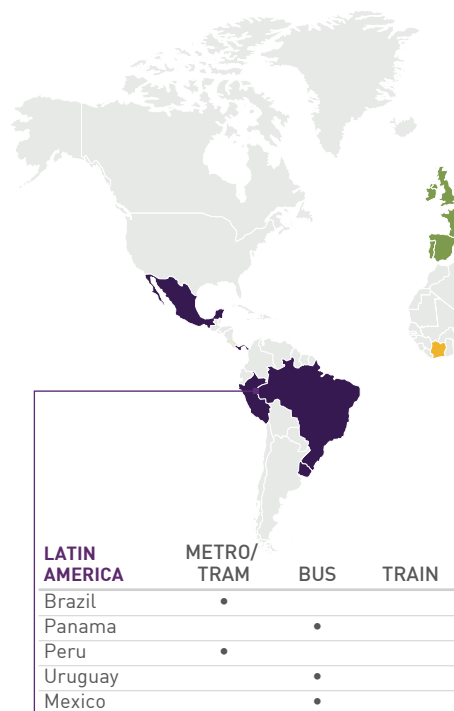 LATIN AMERICA METRO/ TRAM BUS TRAIN
Brazil •
Panama •
Peru •
Uruguay •
Mexico •